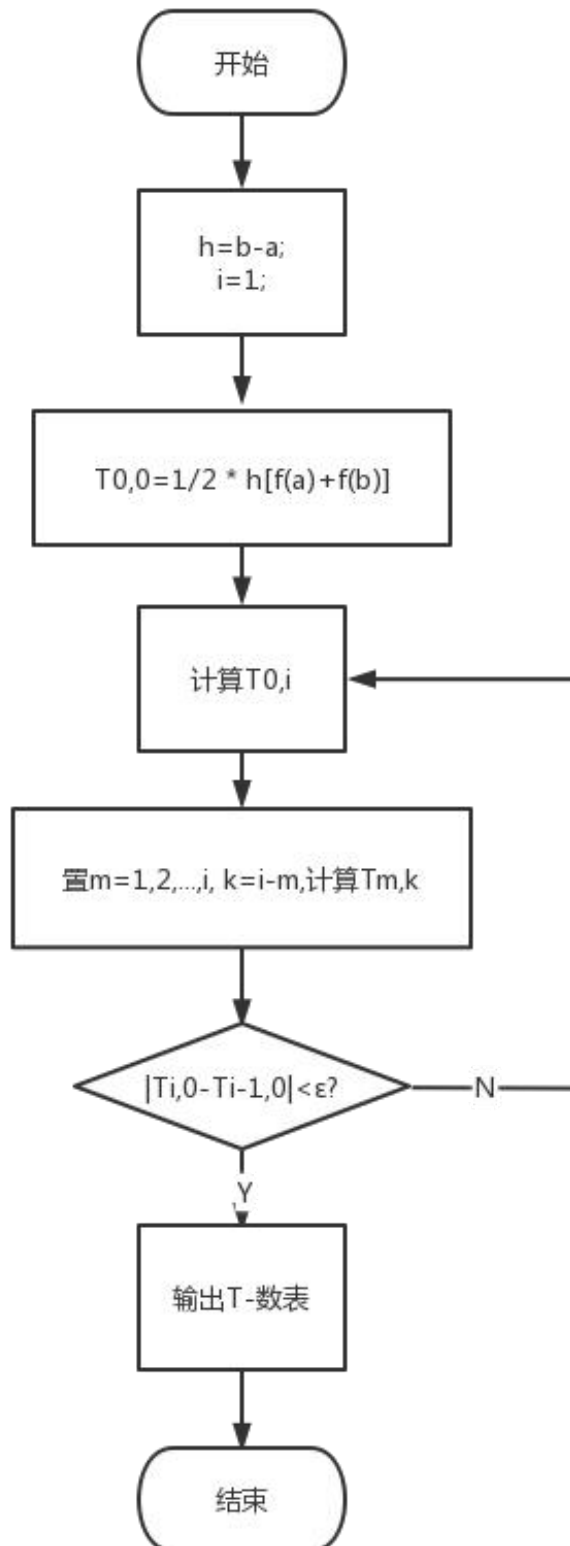 开始
h=b-a;
i=1;
T0,0=1/2 * h[f(a)+f(b)]
计算T0,i
置m=1,2,...,i, k=i-m,计算Tm,k
|Ti,0-Ti-1,0|<ε?
N
,Y
输出T-数表
结束